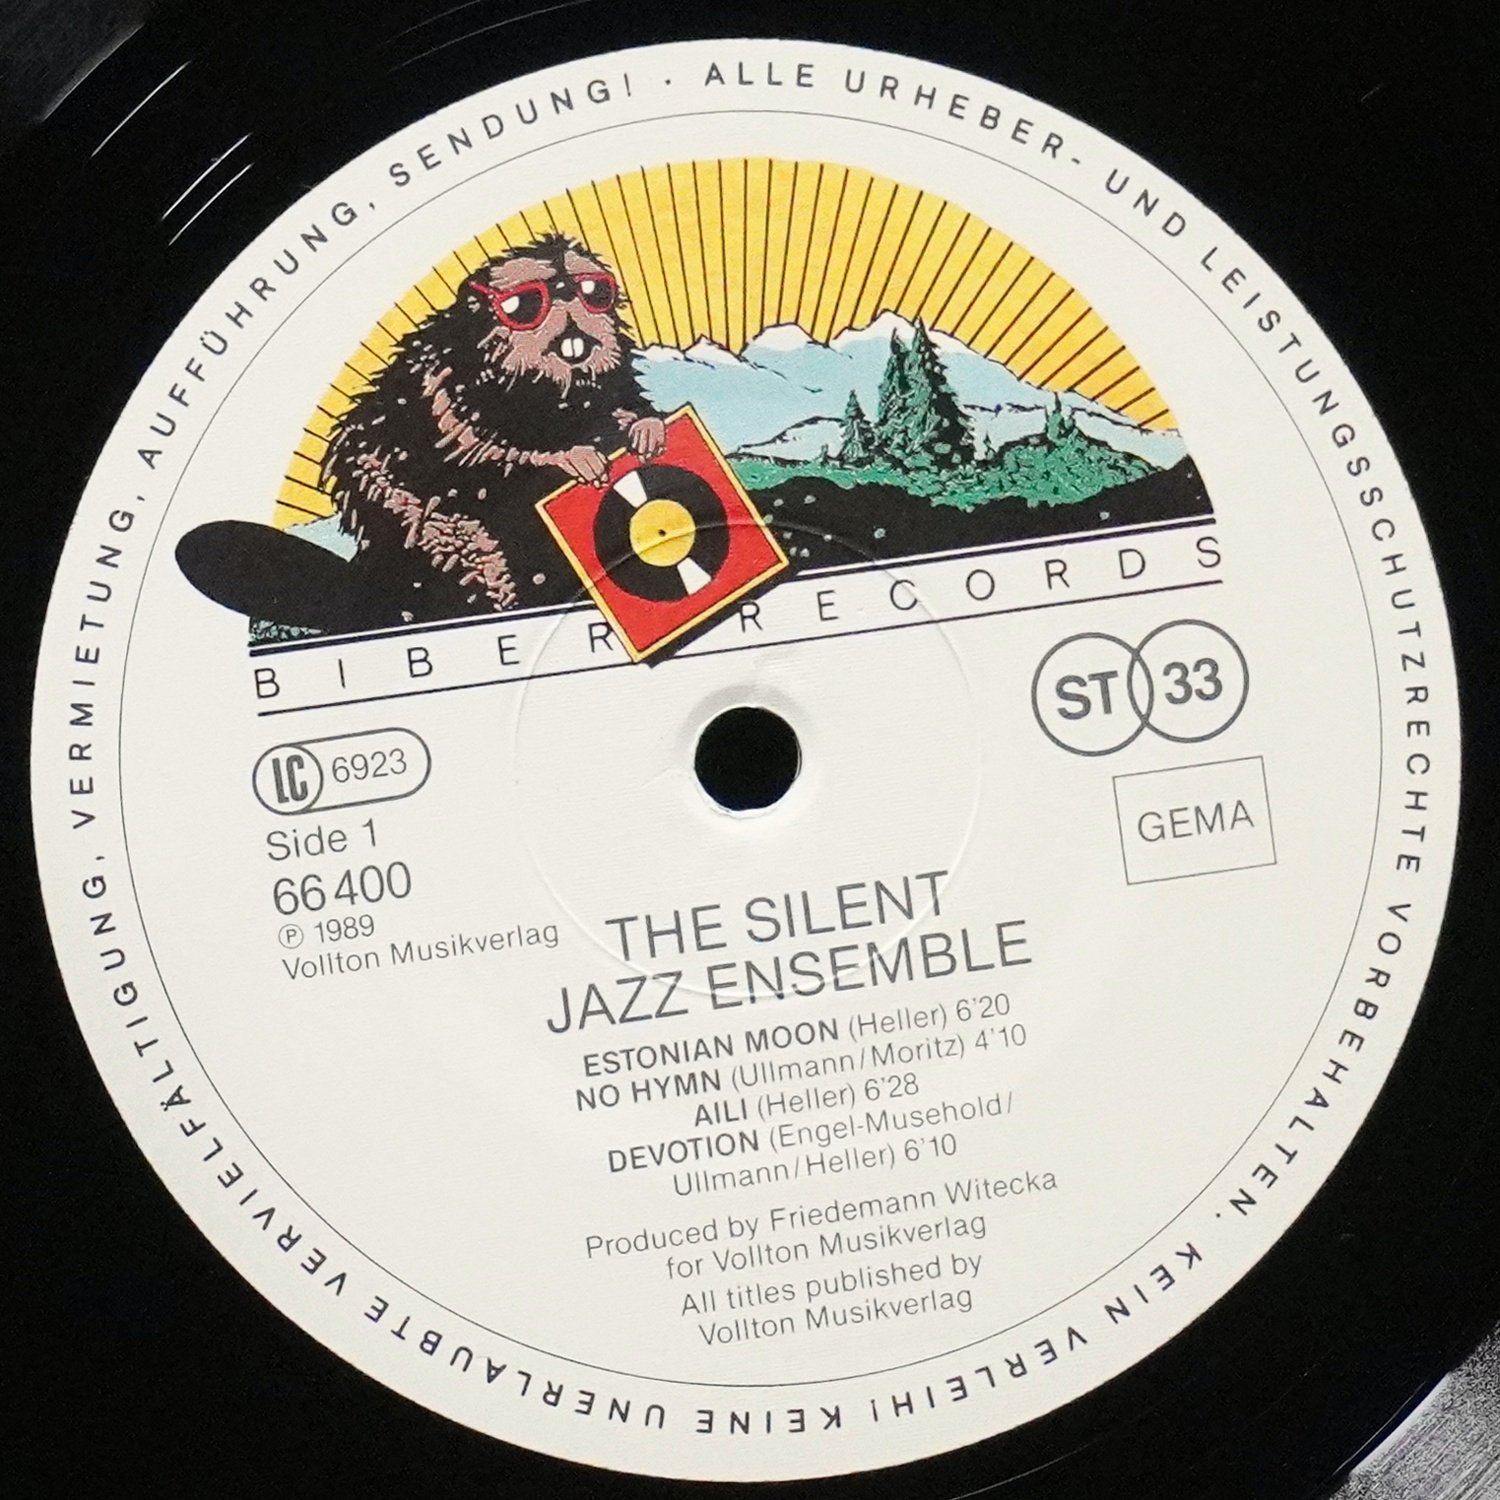 ALLE URHEBER- UND LEISTUNGSSCHUTZRECHTE VORBEHALTEN. KEIN VERLEIH! KEINE UNERLAUBTE VERVIELFÄLTIGUNG, VERMIETUNG, AUFFÜHRUNG, SENDUNG! ·
BIBER RECORDS
ST 33
LC 6923
GEMA
Side 1
66 400
℗ 1989
Vollton Musikverlag
THE SILENT
JAZZ ENSEMBLE
ESTONIAN MOON (Heller) 6'20
NO HYMN (Ullmann/Moritz) 4'10
AILI (Heller) 6'28
DEVOTION (Engel-Musehold/
Ullmann/Heller) 6'10
Produced by Friedemann Witecka
for Vollton Musikverlag
All titles published by
Vollton Musikverlag